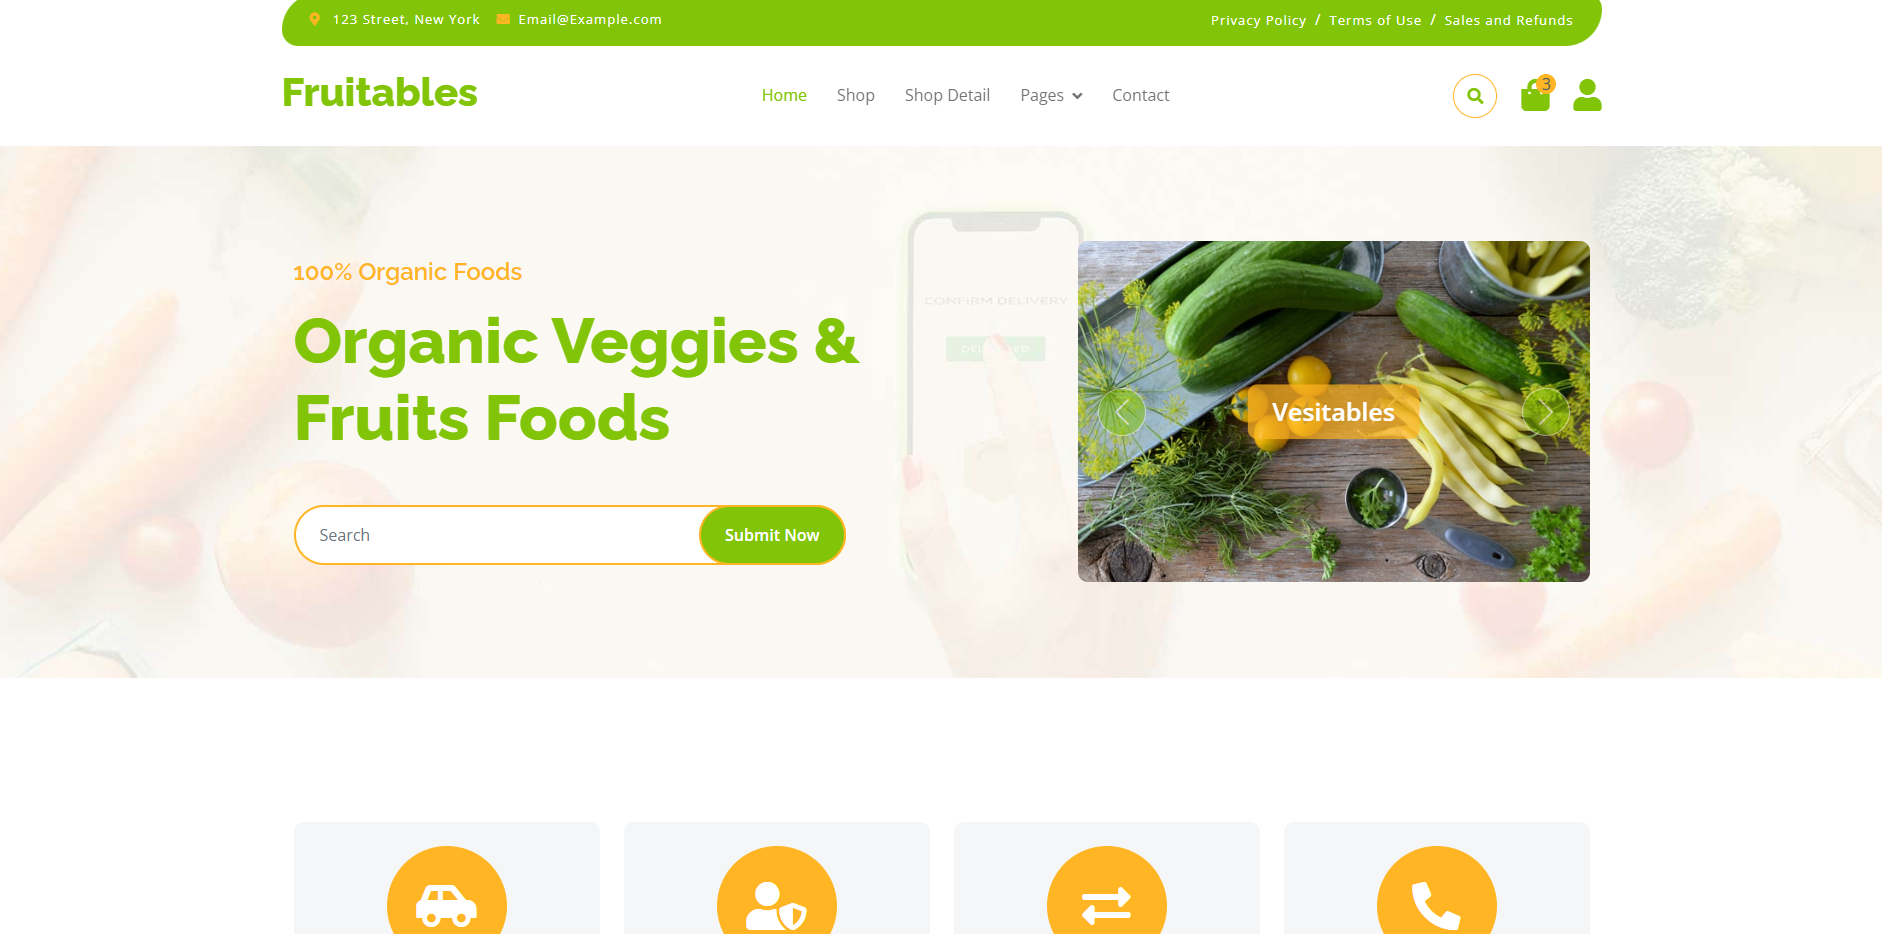 123 Street, New York Email@Example.com Privacy Policy / Terms of Use / Sales and Refunds
Fruitables Home Shop Shop Detail Pages Contact 3
100% Organic Foods
Organic Veggies &
Fruits Foods
CONFIRM DELIVERY
Vesitables
Search Submit Now